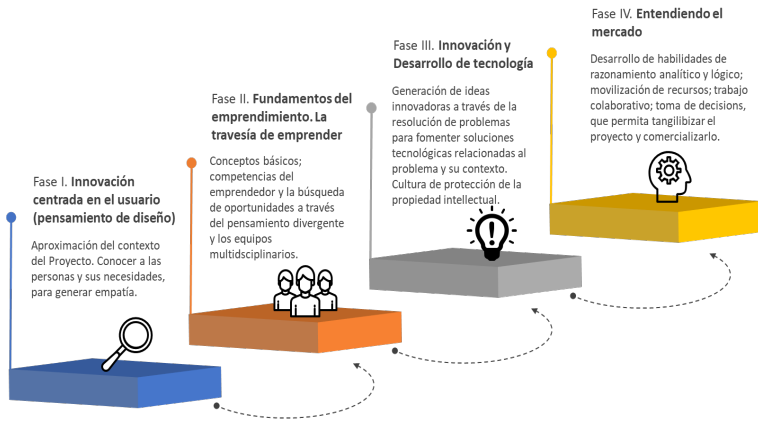 Fase I. Innovación
centrada en el usuario
(pensamiento de diseño)
Aproximación del contexto
del Proyecto. Conocer a las
personas y sus necesidades,
para generar empatía.
Fase II. Fundamentos del
emprendimiento. La
travesía de emprender
Conceptos básicos;
competencias del
emprendedor y la búsqueda
de oportunidades a través
del pensamiento divergente
y los equipos
multidsciplinarios.
Fase III. Innovación y
Desarrollo de tecnología
Generación de ideas
innovadoras a través de la
resolución de problemas
para fomentar soluciones
tecnológicas relacionadas al
problema y su contexto.
Cultura de protección de la
propiedad intellectual.
Fase IV. Entendiendo el
mercado
Desarrollo de habilidades de
razonamiento analítico y lógico;
movilización de recursos; trabajo
colaborativo; toma de decisions,
que permita tangilibizar el
proyecto y comercializarlo.